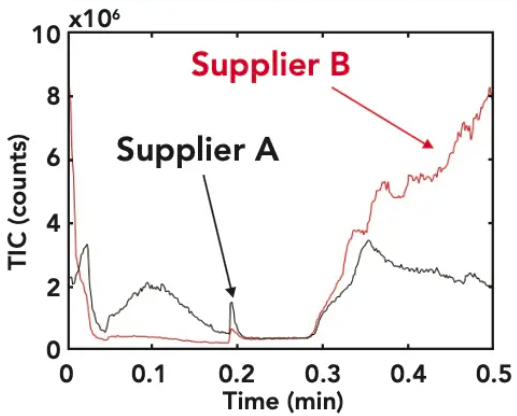 x10⁶
10
8
6
4
2
0
TIC (counts)
Supplier B
Supplier A
0 0.1 0.2 0.3 0.4 0.5
Time (min)